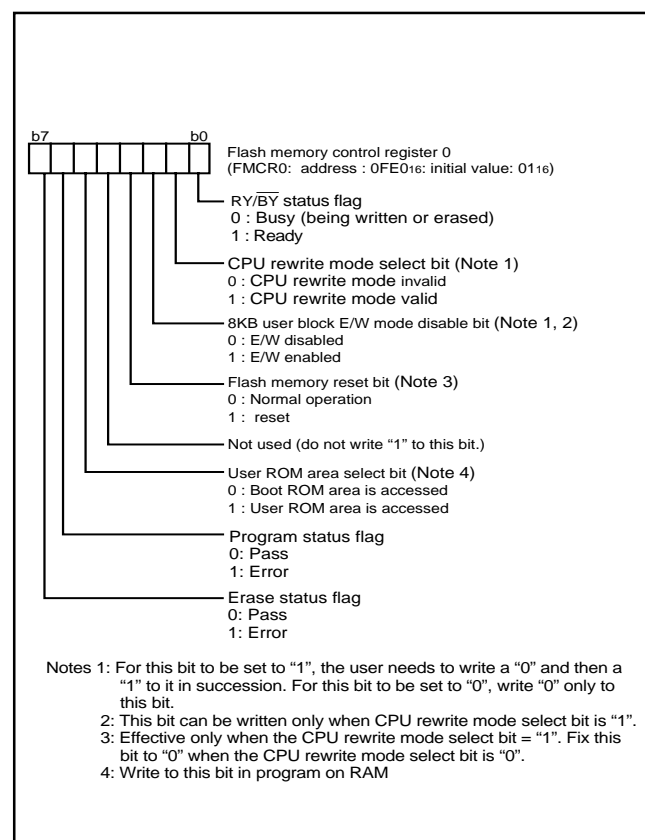 b7 b0
Flash memory control register 0
(FMCR0: address : 0FE016: initial value: 0116)
RY/BY status flag
0 : Busy (being written or erased)
1 : Ready
CPU rewrite mode select bit (Note 1)
0 : CPU rewrite mode invalid
1 : CPU rewrite mode valid
8KB user block E/W mode disable bit (Note 1, 2)
0 : E/W disabled
1 : E/W enabled
Flash memory reset bit (Note 3)
0 : Normal operation
1 : reset
Not used (do not write “1” to this bit.)
User ROM area select bit (Note 4)
0 : Boot ROM area is accessed
1 : User ROM area is accessed
Program status flag
0: Pass
1: Error
Erase status flag
0: Pass
1: Error
Notes 1: For this bit to be set to “1”, the user needs to write a “0” and then a
“1” to it in succession. For this bit to be set to “0”, write “0” only to
this bit.
2: This bit can be written only when CPU rewrite mode select bit is “1”.
3: Effective only when the CPU rewrite mode select bit = “1”. Fix this
bit to “0” when the CPU rewrite mode select bit is “0”.
4: Write to this bit in program on RAM